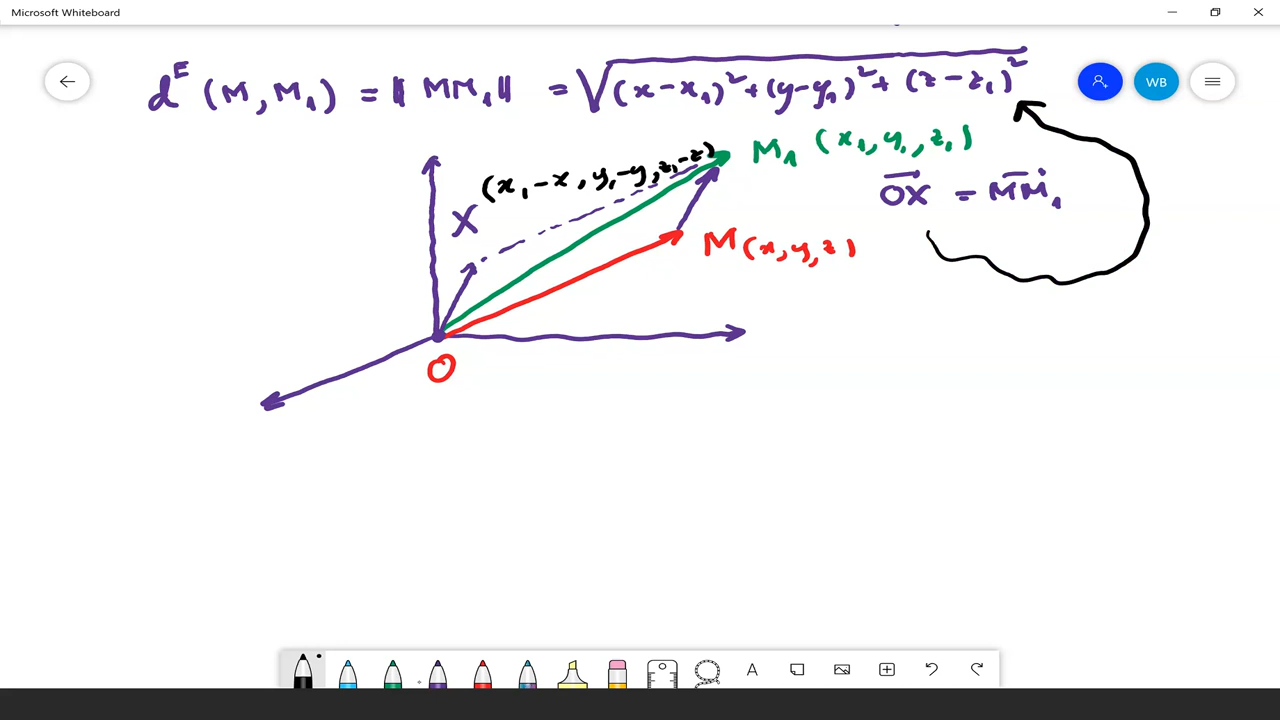 Microsoft Whiteboard
dᴱ (M, M₁) = ‖ MM₁ ‖ = √((x-x₁)²+(y-y₁)²+(z-z₁)²)
WB
M₁ (x₁, y₁, z₁)
X (x₁-x, y₁-y, z₁-z)
OX⃗ = MM₁⃗
M(x,y,z)
O
A